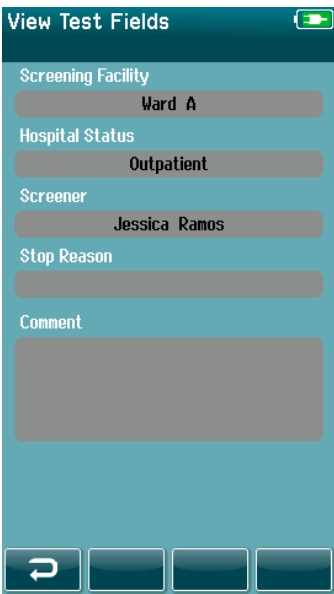 View Test Fields
Screening Facility
Ward A
Hospital Status
Outpatient
Screener
Jessica Ramos
Stop Reason
Comment